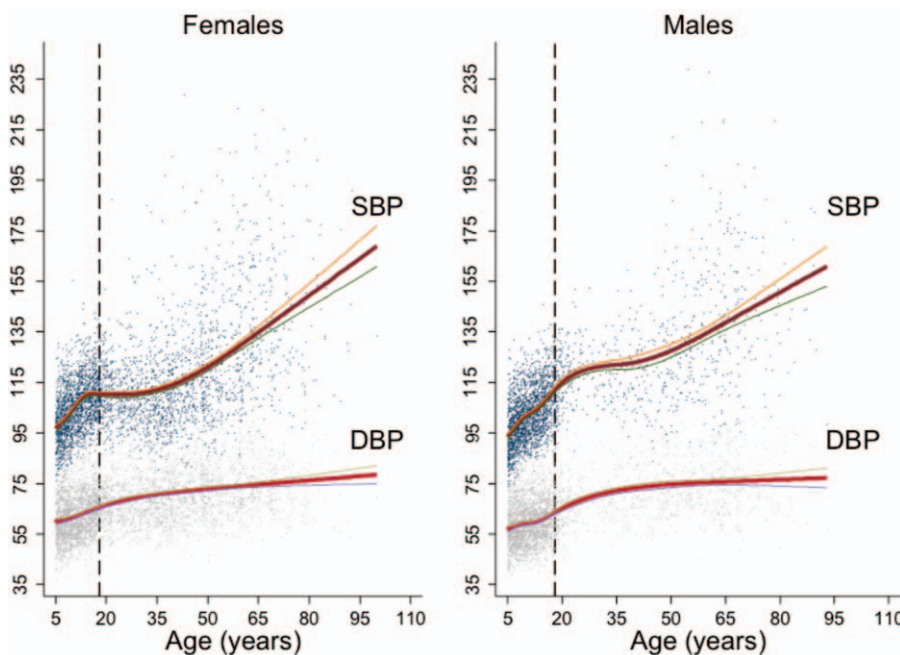 Females Males
235 235
215 215
195 195
175 SBP 175 SBP
155 155
135 135
115 115
95 DBP 95 DBP
75 75
55 55
35 35
5 20 35 50 65 80 95 110 5 20 35 50 65 80 95 110
Age (years) Age (years)